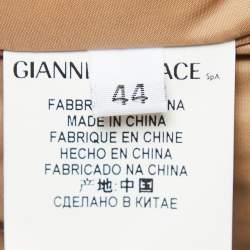 GIANNI
ACE SpA
44
FABBR
NA
MADE IN CHINA
FABRIQUE EN CHINE
HECHO EN CHINA
FABRICADO NA CHINA
产地:中国
СДЕЛАНО В КИТАЕ